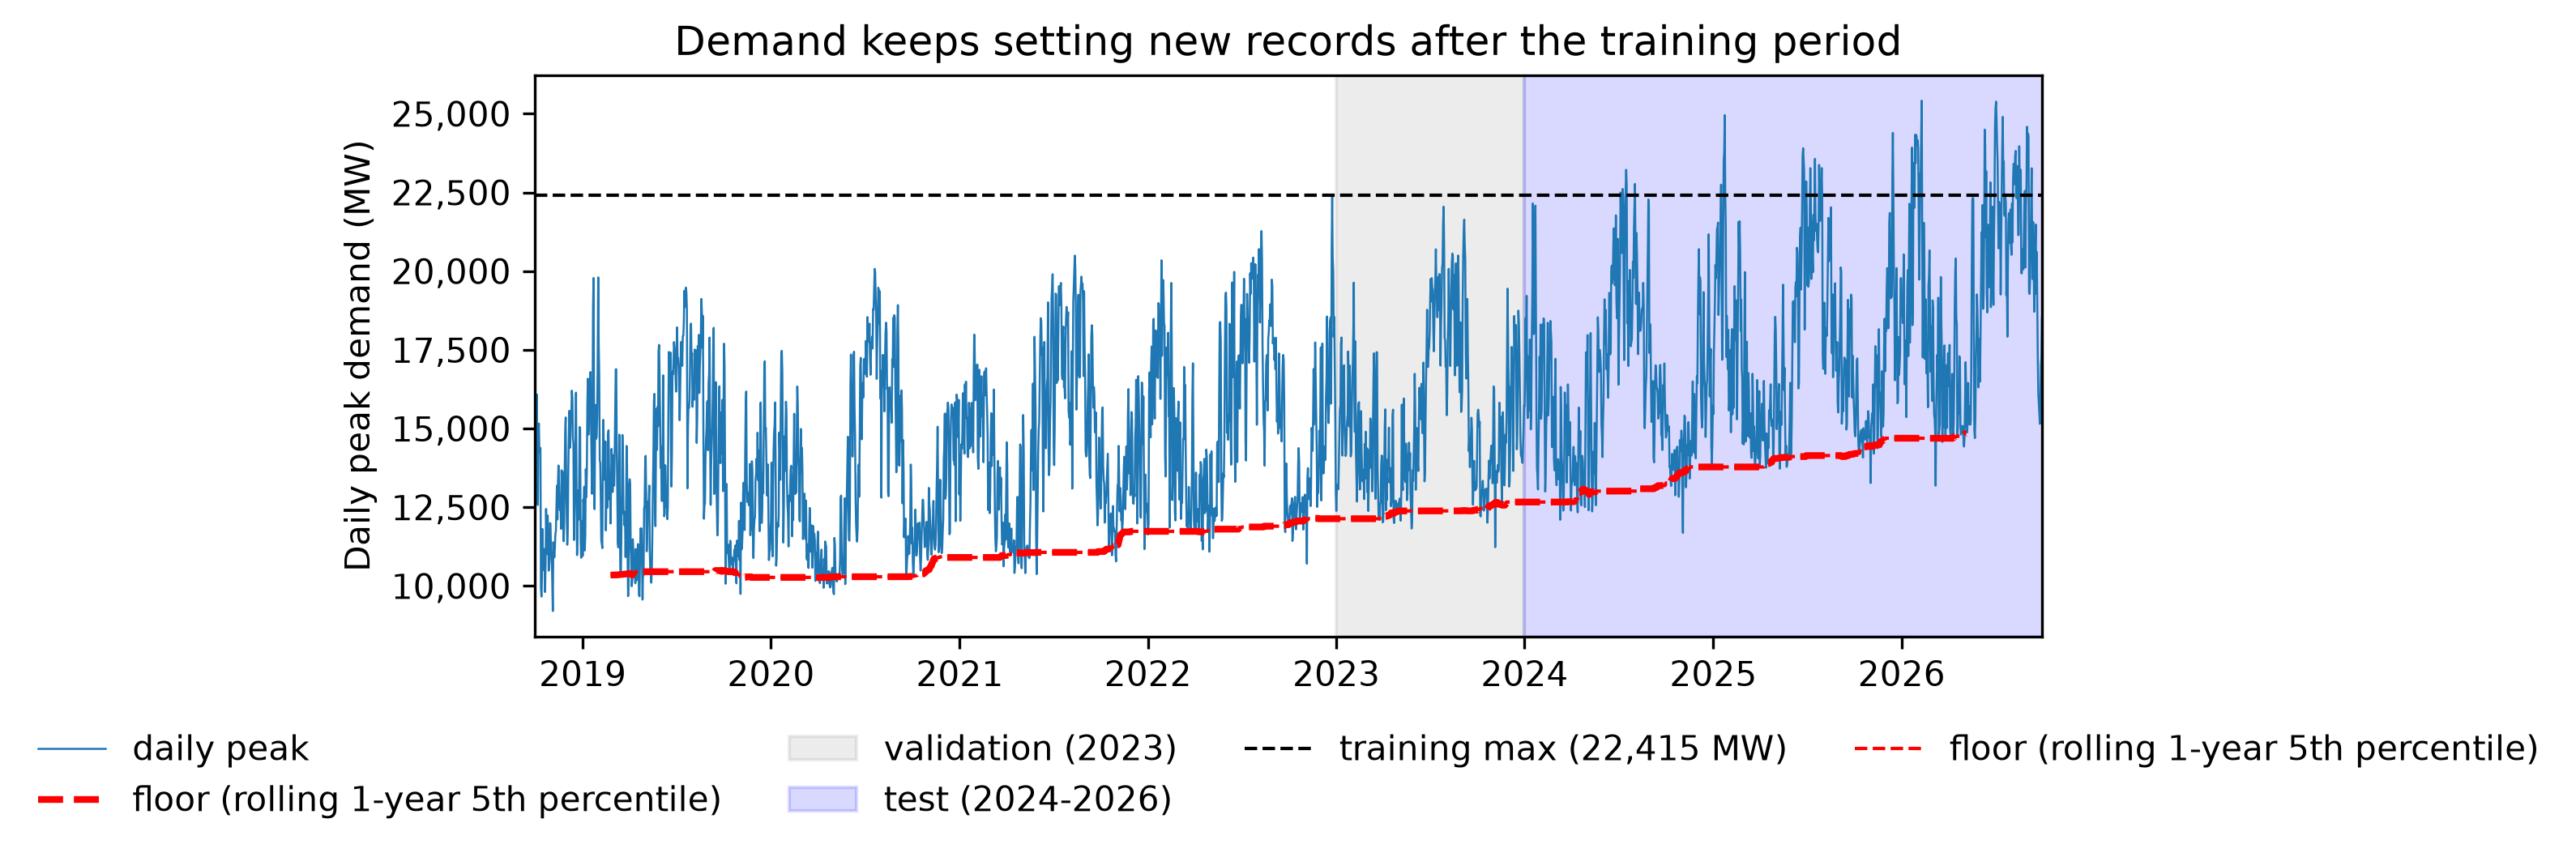 Demand keeps setting new records after the training period
Daily peak demand (MW)
25,000
22,500
20,000
17,500
15,000
12,500
10,000
2019 2020 2021 2022 2023 2024 2025 2026
daily peak
floor (rolling 1-year 5th percentile)
validation (2023)
test (2024-2026)
training max (22,415 MW)
floor (rolling 1-year 5th percentile)